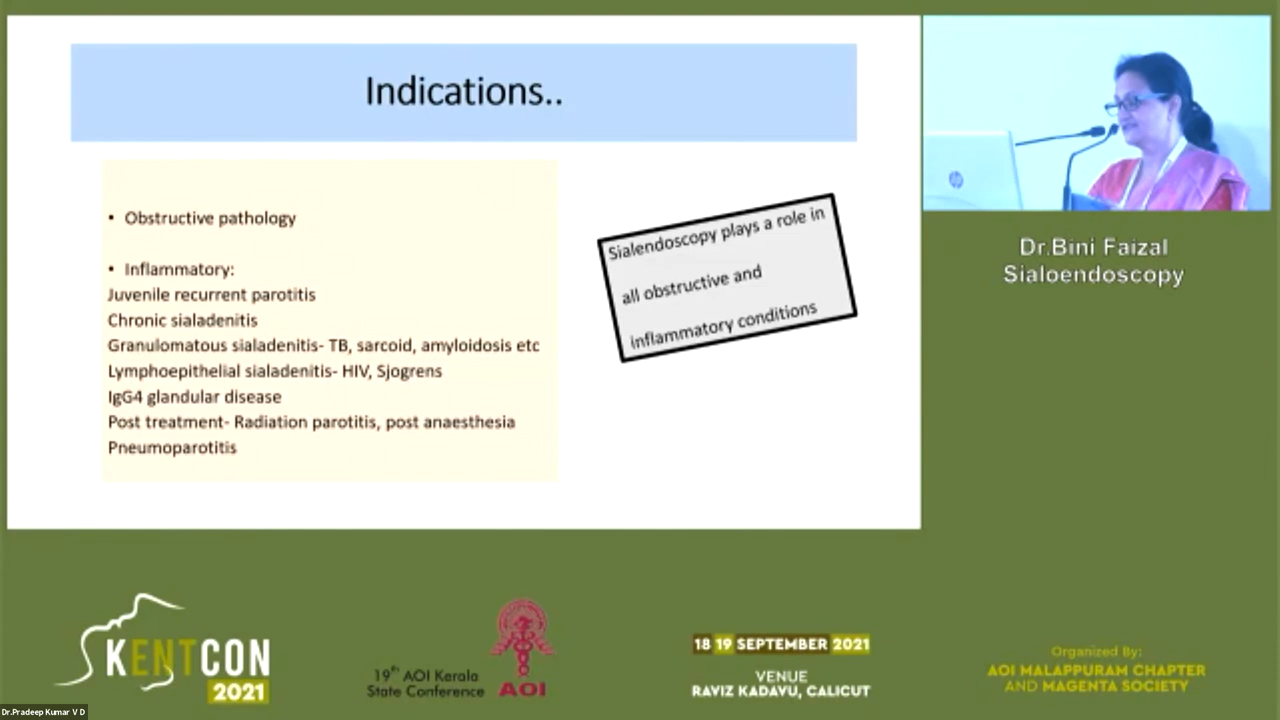 Indications..
• Obstructive pathology
• Inflammatory:
Juvenile recurrent parotitis
Chronic sialadenitis
Granulomatous sialadenitis- TB, sarcoid, amyloidosis etc
Lymphoepithelial sialadenitis- HIV, Sjogrens
IgG4 glandular disease
Post treatment- Radiation parotitis, post anaesthesia
Pneumoparotitis
Sialendoscopy plays a role in
all obstructive and
inflammatory conditions
hp
Dr.Bini Faizal
Sialoendoscopy
KENTCON
2021
19th AOI Kerala
State Conference
AOI
18 19 SEPTEMBER 2021
VENUE
RAVIZ KADAVU, CALICUT
Organized By:
AOI MALAPPURAM CHAPTER
AND MAGENTA SOCIETY
Dr.Pradeep Kumar V D